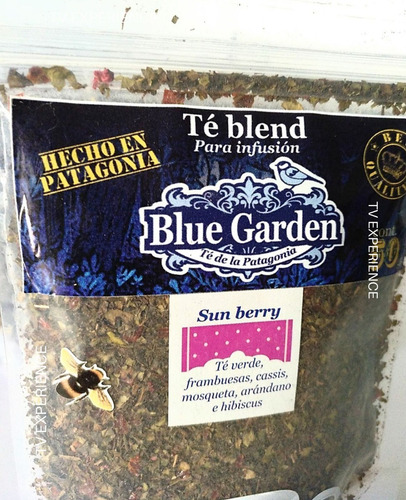 Té blend
Para infusión
HECHO EN
PATAGONIA
Blue Garden
Té de la Patagonia
QUALITY
Sun berry
Té verde,
frambuesas, cassis,
mosqueta, arándano
e hibiscus
TV EXPERIENCE
TV EXPERIENCE